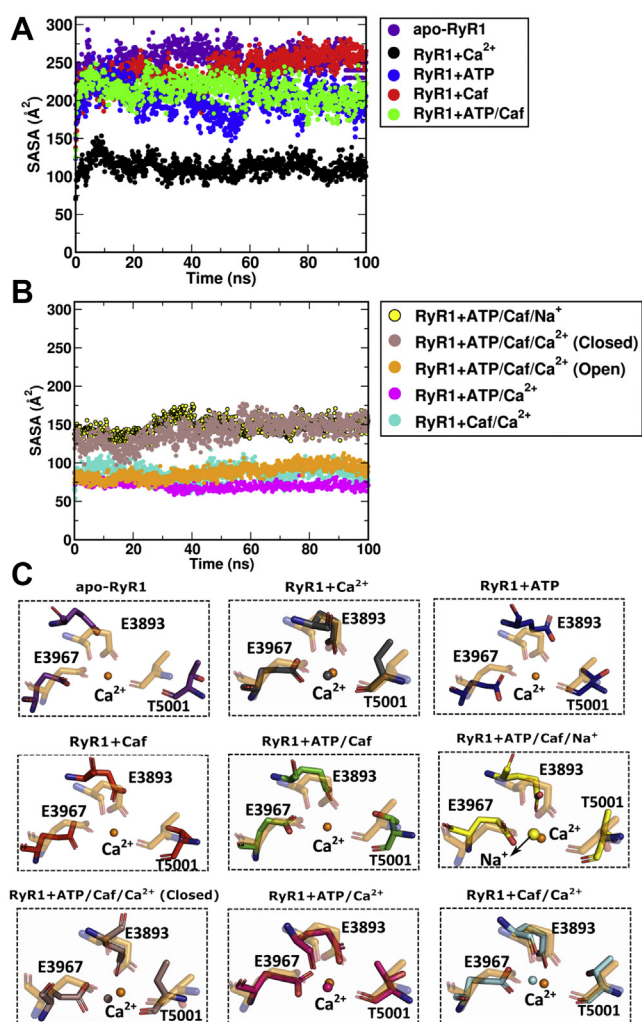 A
SASA (Å²)
300
250
200
150
100
50
0
0 20 40 60 80 100
Time (ns)
apo-RyR1
RyR1+Ca²⁺
RyR1+ATP
RyR1+Caf
RyR1+ATP/Caf
B
SASA (Å²)
300
250
200
150
100
50
0
0 20 40 60 80 100
Time (ns)
RyR1+ATP/Caf/Na⁺
RyR1+ATP/Caf/Ca²⁺ (Closed)
RyR1+ATP/Caf/Ca²⁺ (Open)
RyR1+ATP/Ca²⁺
RyR1+Caf/Ca²⁺
C
apo-RyR1
E3893
E3967
Ca²⁺
T5001
RyR1+Ca²⁺
E3893
E3967
Ca²⁺
T5001
RyR1+ATP
E3893
E3967
Ca²⁺
T5001
RyR1+Caf
E3893
E3967
Ca²⁺
T5001
RyR1+ATP/Caf
E3893
E3967
Ca²⁺
T5001
RyR1+ATP/Caf/Na⁺
E3893
E3967
T5001
Ca²⁺
Na⁺
RyR1+ATP/Caf/Ca²⁺ (Closed)
E3893
E3967
Ca²⁺
T5001
RyR1+ATP/Ca²⁺
E3893
E3967
Ca²⁺
T5001
RyR1+Caf/Ca²⁺
E3893
E3967
Ca²⁺
T5001